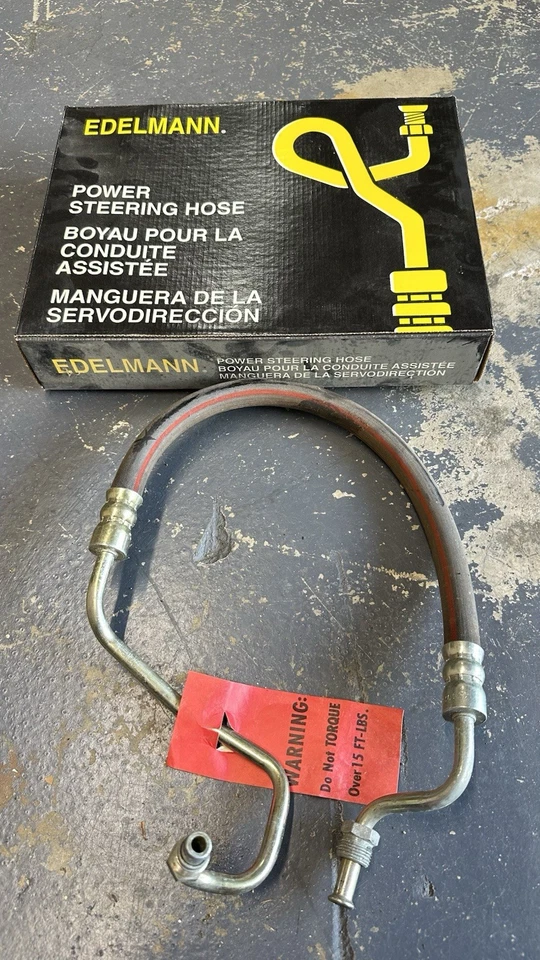 EDELMANN.
POWER
STEERING HOSE
BOYAU POUR LA
CONDUITE
ASSISTÉE
MANGUERA DE LA
SERVODIRECCIÓN
EDELMANN.
POWER STEERING HOSE
BOYAU POUR LA CONDUITE ASSISTÉE
MANGUERA DE LA SERVODIRECTION
WARNING:
Do Not TORQUE
Over 15 FT-LBS.